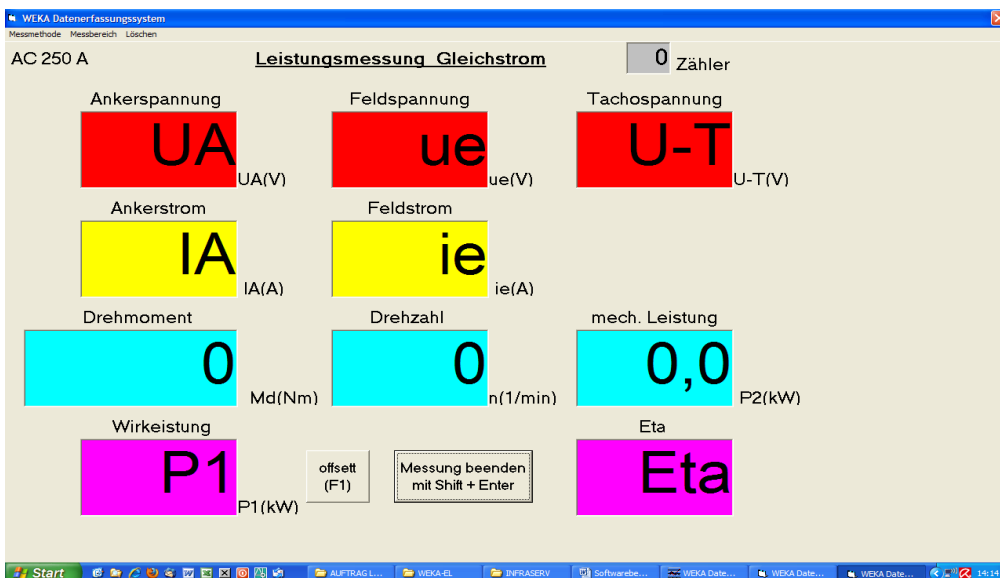 WEKA Datenerfassungssystem
Messmethode Messbereich Löschen
AC 250 A Leistungsmessung Gleichstrom 0 Zähler
Ankerspannung Feldspannung Tachospannung
UA UA(V) ue ue(V) U-T U-T(V)
Ankerstrom Feldstrom
IA IA(A) ie ie(A)
Drehmoment Drehzahl mech. Leistung
0 Md(Nm) 0 n(1/min) 0,0 P2(kW)
Wirkeistung Eta
P1 P1(kW) Eta
offsett
(F1)
Messung beenden
mit Shift + Enter
Start AUFTRAG L... WEKA-EL INFRASERV Softwarebe... WEKA Date... WEKA Date... WEKA Date... 14:14